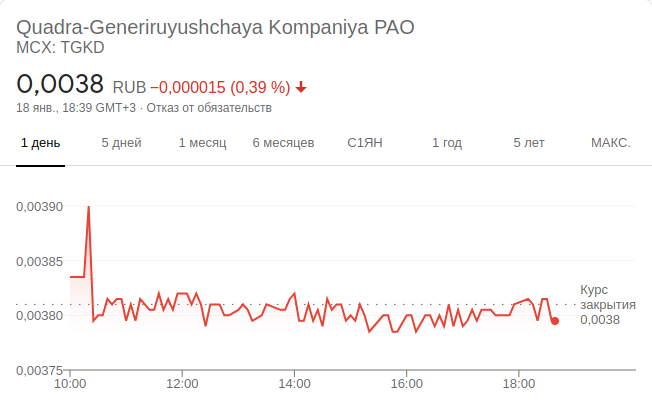 Quadra-Generiruyushchaya Kompaniya PAO
MCX: TGKD
0,0038 RUB −0,000015 (0,39 %) ↓
18 янв., 18:39 GMT+3 · Отказ от обязательств
1 день 5 дней 1 месяц 6 месяцев С1ЯН 1 год 5 лет МАКС.
0,00390
0,00385
0,00380
0,00375
Курс
закрытия
0,0038
10:00 12:00 14:00 16:00 18:00